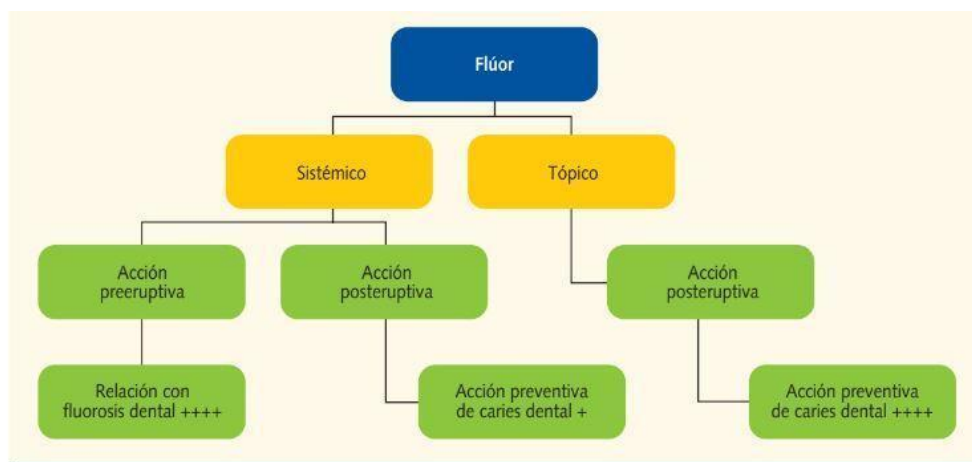 Flúor
Sistémico
Tópico
Acción
preeruptiva
Acción
posteruptiva
Acción
posteruptiva
Relación con
fluorosis dental ++++
Acción preventiva
de caries dental +
Acción preventiva
de caries dental ++++